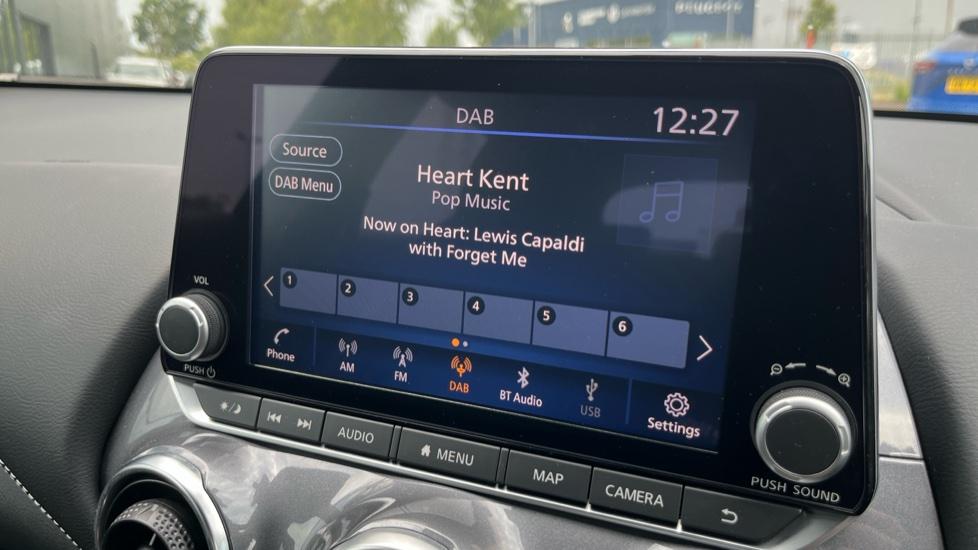 PEUGEOT
DAB
12:27
Source
DAB Menu
Heart Kent
Pop Music
Now on Heart: Lewis Capaldi
with Forget Me
1 2 3 4 5 6
VOL
PUSH
Phone
AM
FM
DAB
BT Audio
USB
Settings
PUSH SOUND
AUDIO
MENU
MAP
CAMERA